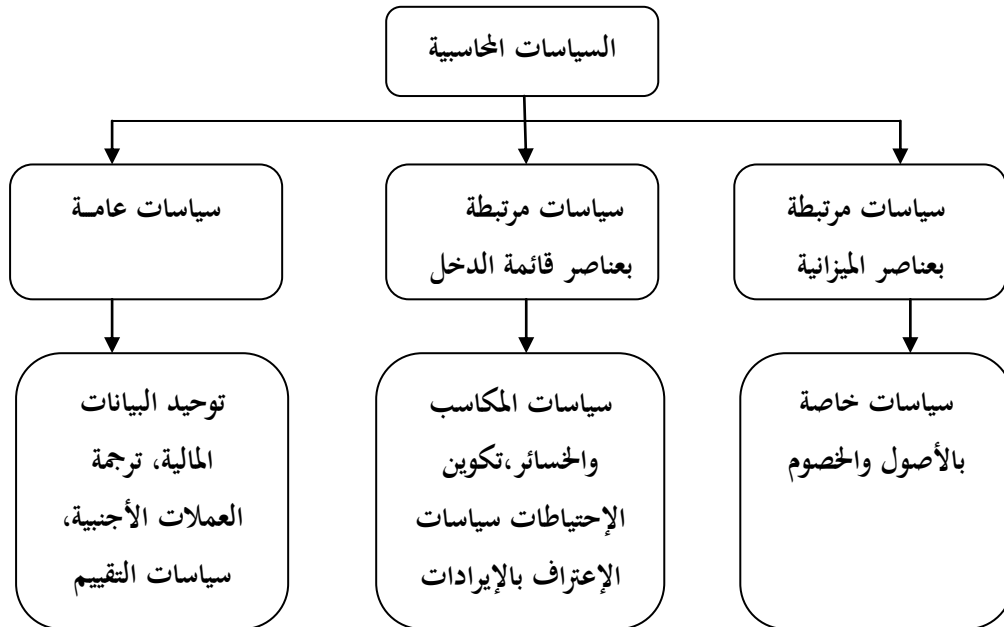 السياسات المحاسبية
سياسات مرتبطة
بعناصر الميزانية
سياسات مرتبطة
بعناصر قائمة الدخل
سياسات عامـة
سياسات خاصة
بالأصول والخصوم
سياسات المكاسب
والخسائر،تكوين
الإحتياطات سياسات
الإعتراف بالإيرادات
توحيد البيانات
المالية، ترجمة
العملات الأجنبية،
سياسات التقييم